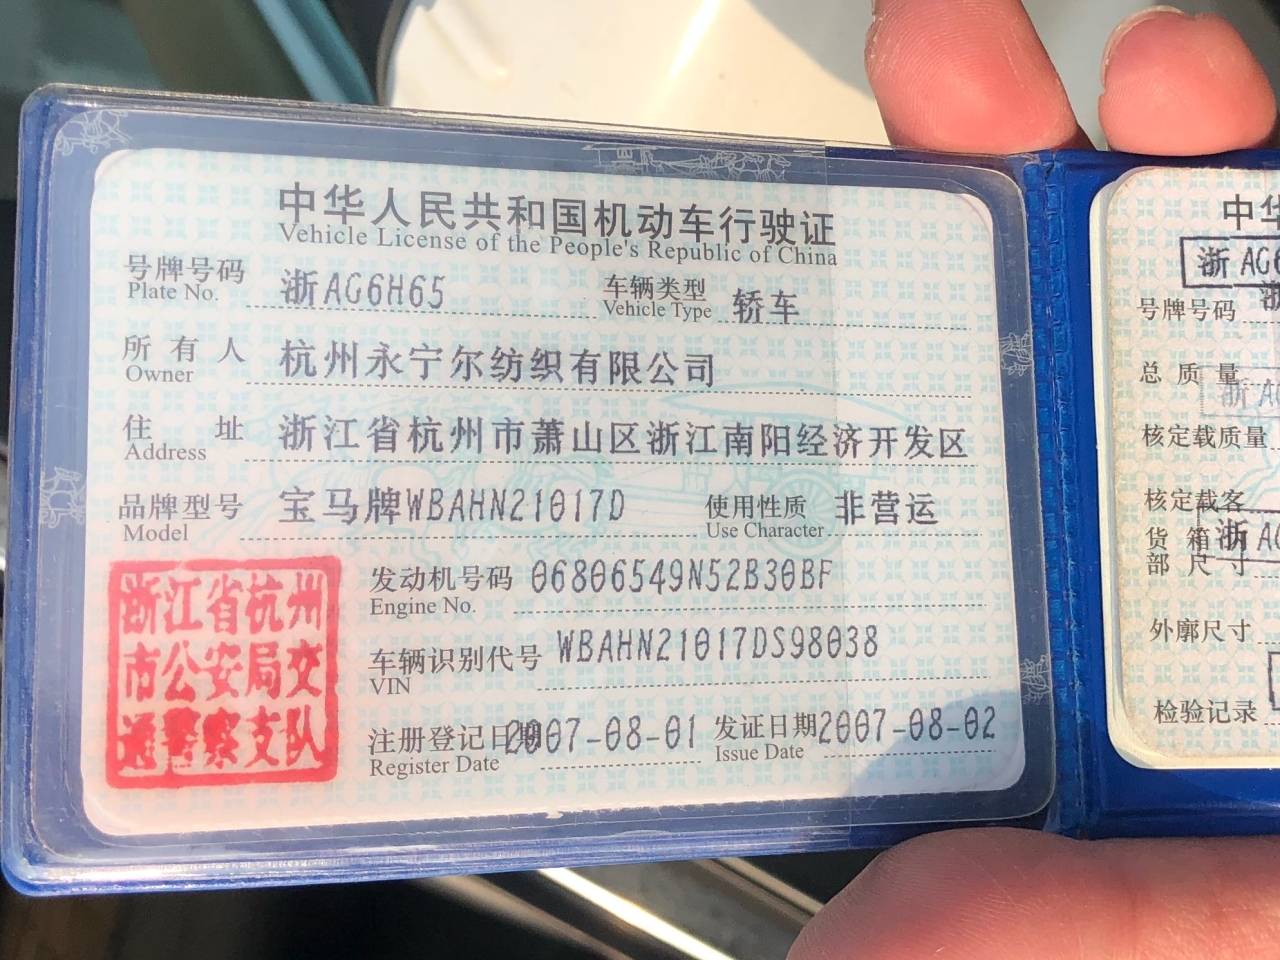 中华人民共和国机动车行驶证
Vehicle License of the People's Republic of China
号牌号码 浙AG6H65 车辆类型 轿车
Plate No. Vehicle Type
所有人 杭州永宁尔纺织有限公司
Owner
住址 浙江省杭州市萧山区浙江南阳经济开发区
Address
品牌型号 宝马牌WBAHN21017D 使用性质 非营运
Model Use Character
发动机号码 06806549N52B30BF
Engine No.
车辆识别代号 WBAHN21017DS98038
VIN
注册登记日期 2007-08-01 发证日期 2007-08-02
Register Date Issue Date
浙江省杭州
市公安局交
通警察支队
中华
浙AG6
号牌号码
总质量
浙A
核定载质量
核定载客
浙AG
货箱内
部尺寸
外廓尺寸
检验记录